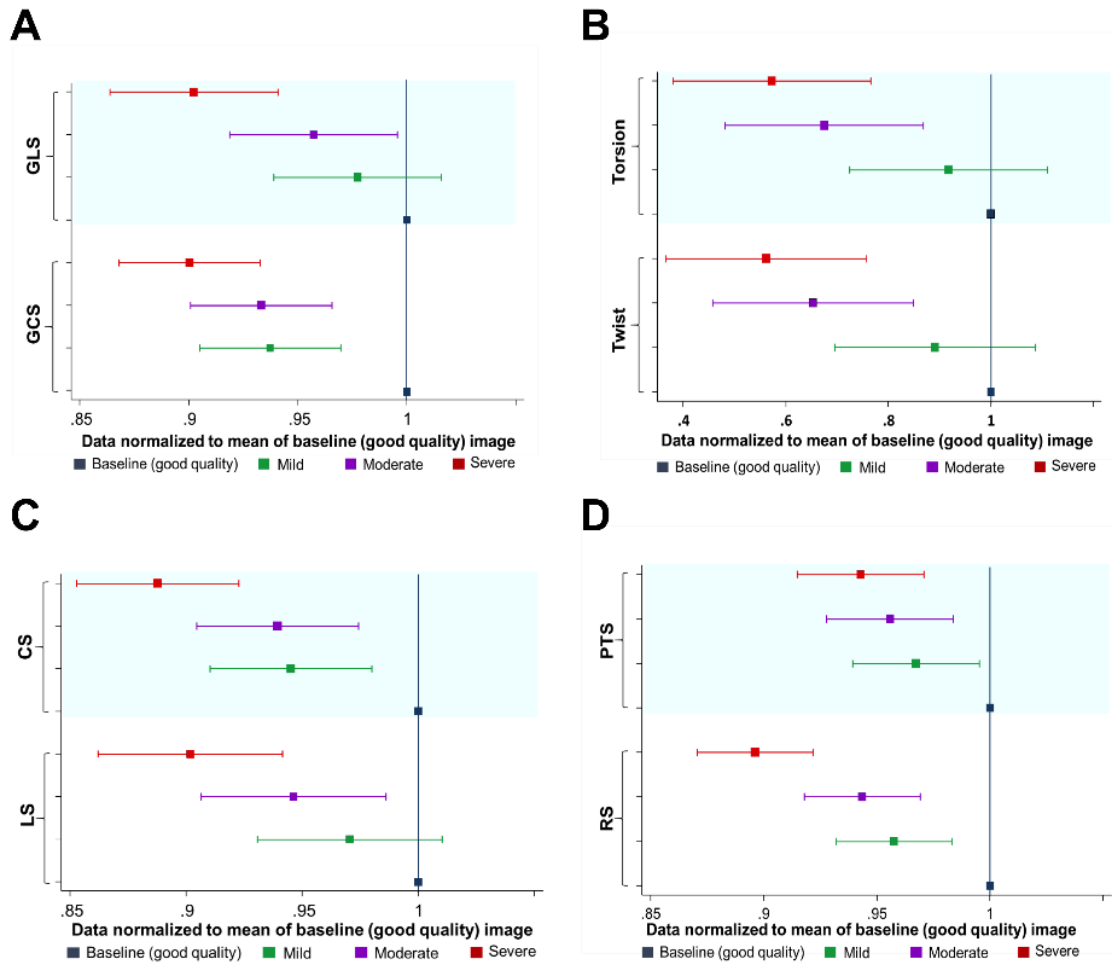 A
GLS
GCS
.85 .9 .95 1
Data normalized to mean of baseline (good quality) image
Baseline (good quality) Mild Moderate Severe
B
Torsion
Twist
.4 .6 .8 1
Data normalized to mean of baseline (good quality) image
Baseline (good quality) Mild Moderate Severe
C
CS
LS
.85 .9 .95 1
Data normalized to mean of baseline (good quality) image
Baseline (good quality) Mild Moderate Severe
D
PTS
RS
.85 .9 .95 1
Data normalized to mean of baseline (good quality) image
Baseline (good quality) Mild Moderate Severe